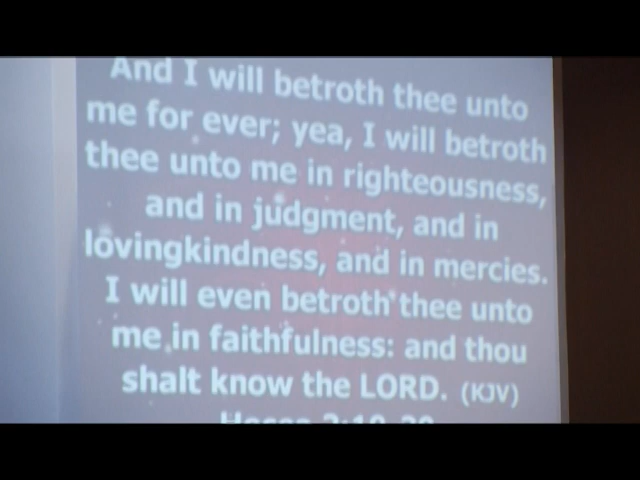 And I will betroth thee unto
me for ever; yea, I will betroth
thee unto me in righteousness,
and in judgment, and in
lovingkindness, and in mercies.
I will even betroth thee unto
me in faithfulness: and thou
shalt know the LORD. (KJV)